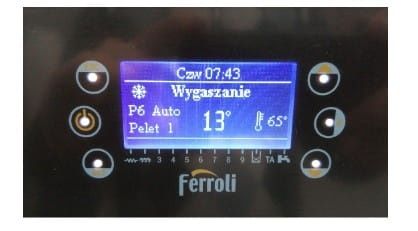 Czw 07:43
Wygaszanie
P6 Auto
Pelet 1
13°
65°
3 4 5 6 7 8 9 TA
Ferroli